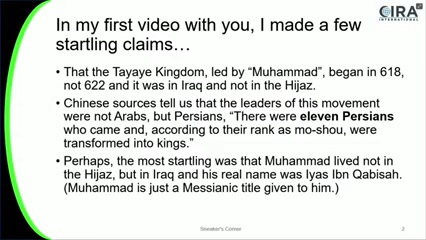 CIRA
INTERNATIONAL
In my first video with you, I made a few
startling claims…
• That the Tayaye Kingdom, led by “Muhammad”, began in 618,
not 622 and it was in Iraq and not in the Hijaz.
• Chinese sources tell us that the leaders of this movement
were not Arabs, but Persians, “There were eleven Persians
who came and, according to their rank as mo-shou, were
transformed into kings.”
• Perhaps, the most startling was that Muhammad lived not in
the Hijaz, but in Iraq and his real name was Iyas Ibn Qabisah.
(Muhammad is just a Messianic title given to him.)
Sneaker's Corner
2